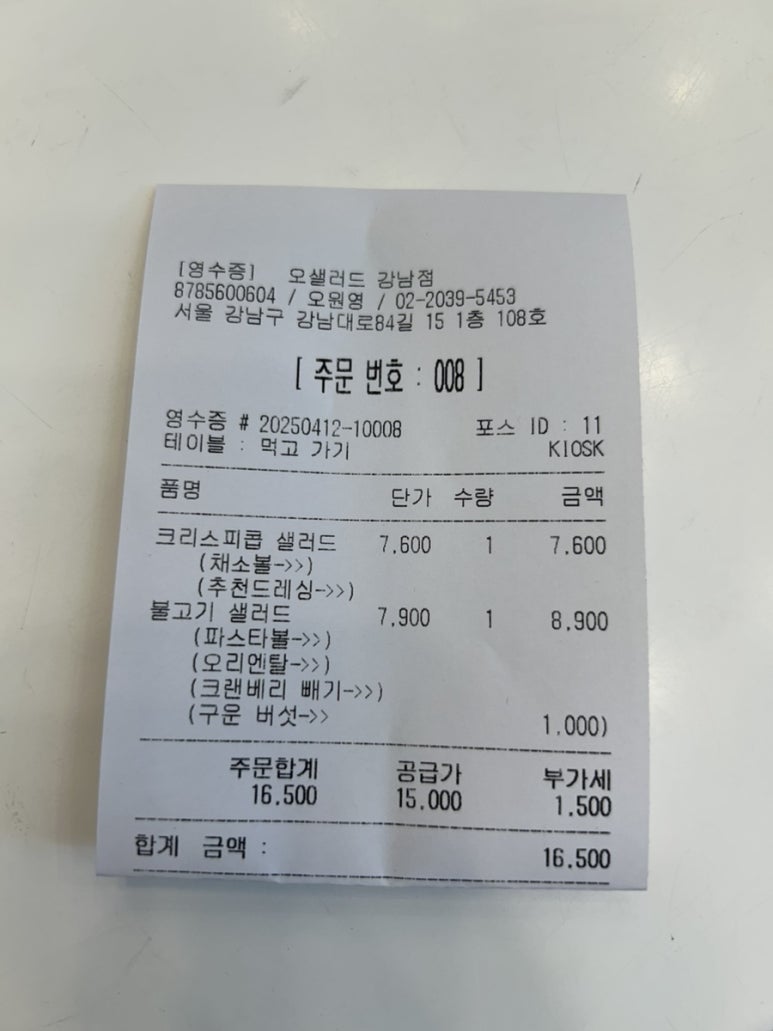 [영수증] 오샐러드 강남점
8785600604 / 오원영 / 02-2039-5453
서울 강남구 강남대로84길 15 1층 108호
[ 주문 번호 : 008 ]
영수증 # 20250412-10008 포스 ID : 11
테이블 : 먹고 가기 KIOSK
품명 단가 수량 금액
크리스피콥 샐러드 7,600 1 7,600
(채소볼->>)
(추천드레싱->>)
불고기 샐러드 7,900 1 8,900
(파스타볼->>)
(오리엔탈->>)
(크랜베리 빼기->>)
(구운 버섯->> 1,000)
주문합계 공급가 부가세
16,500 15,000 1,500
합계 금액 : 16,500